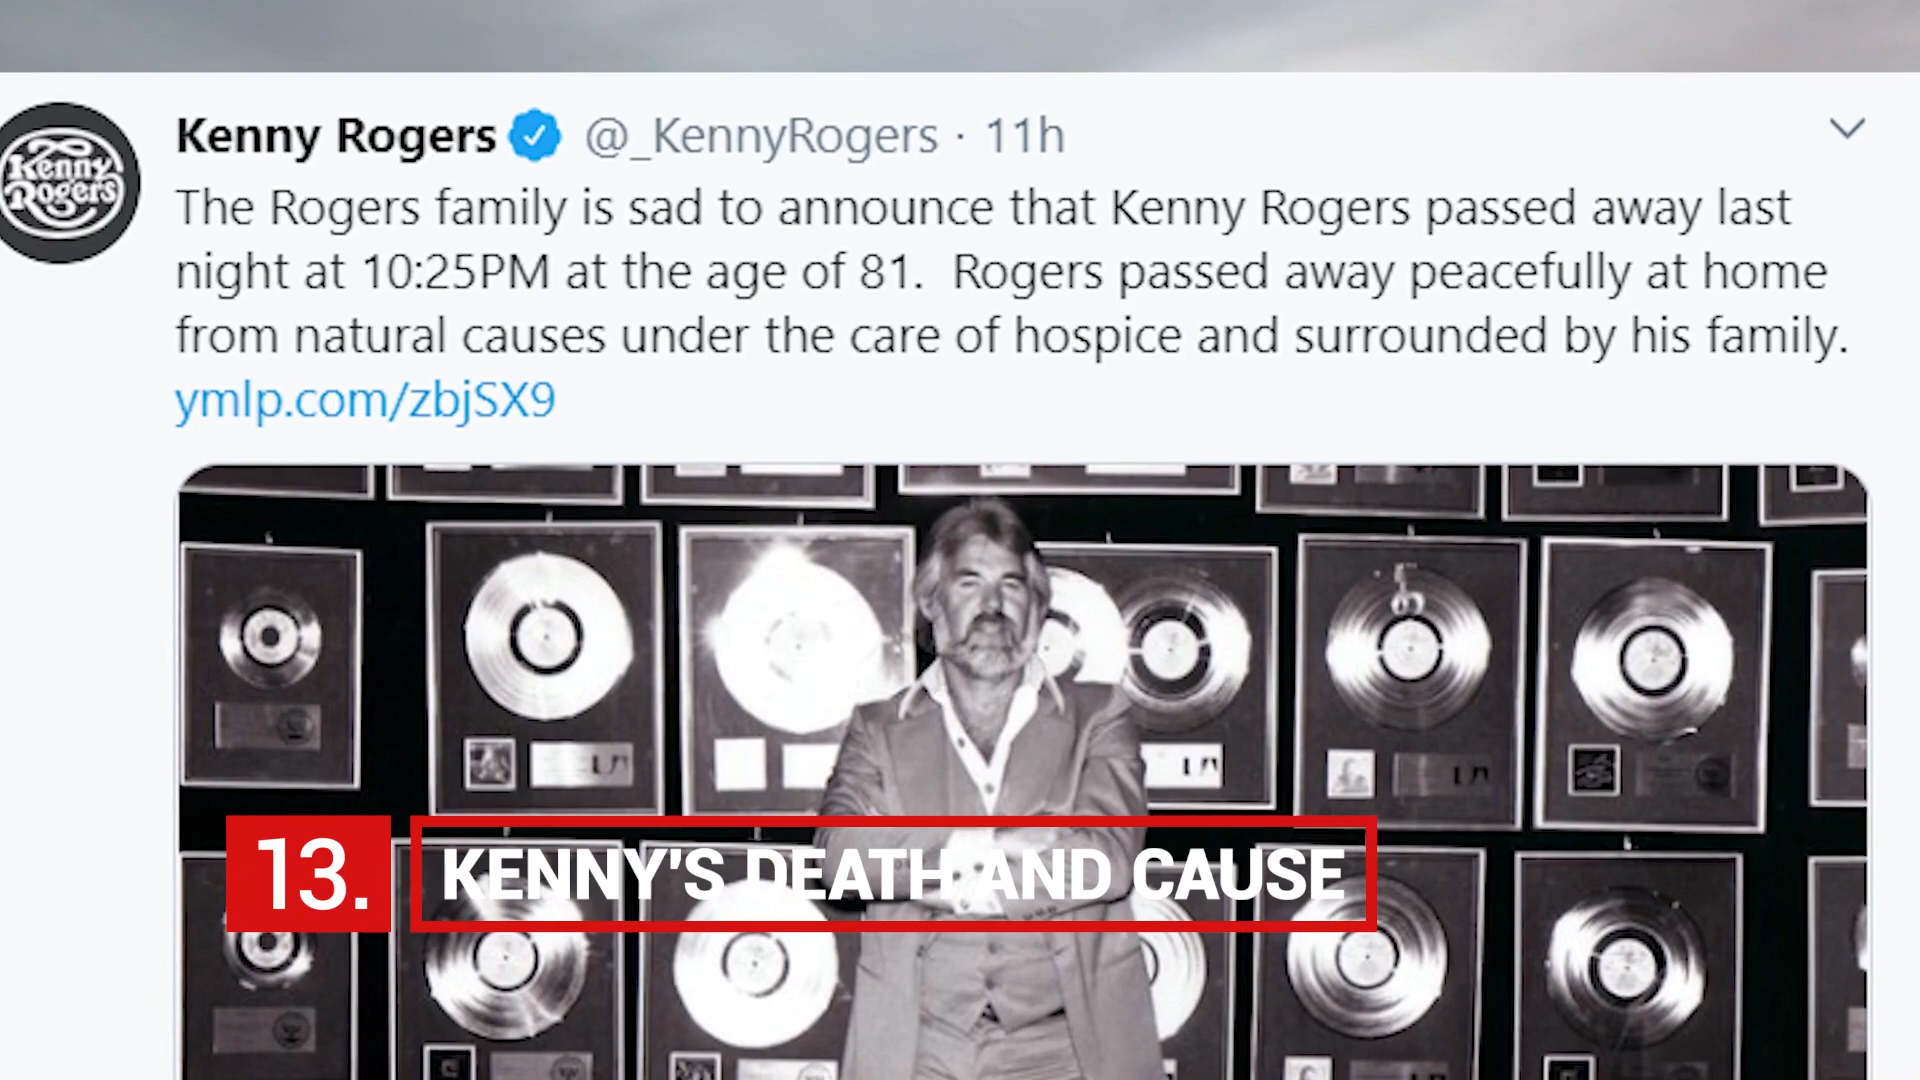 Kenny Rogers
Kenny Rogers @_KennyRogers · 11h
The Rogers family is sad to announce that Kenny Rogers passed away last
night at 10:25PM at the age of 81.  Rogers passed away peacefully at home
from natural causes under the care of hospice and surrounded by his family.
ymlp.com/zbjSX9
13. KENNY'S DEATH AND CAUSE